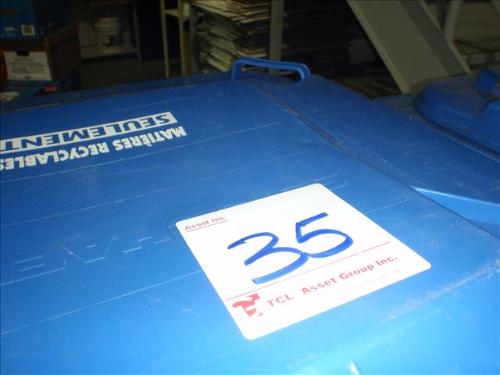 MATIÈRES RECYCLABLES
SEULEMENT
Asset No.
35
TCL Asset Group Inc.